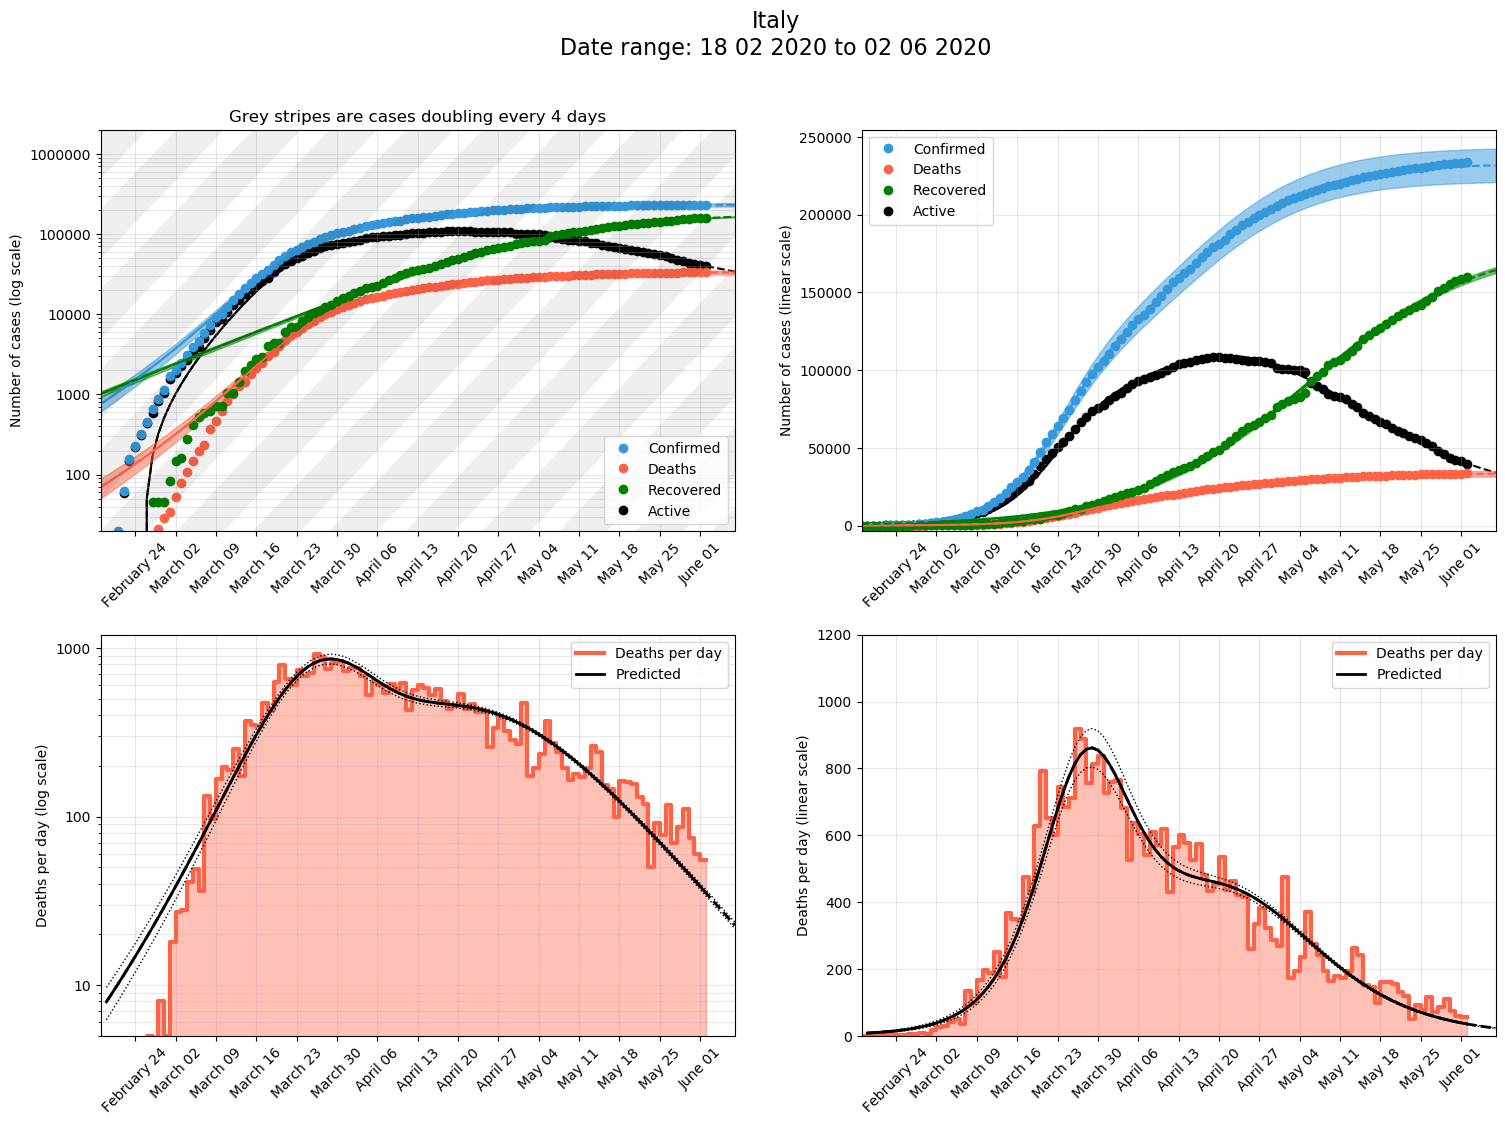 Italy
Date range: 18 02 2020 to 02 06 2020
Grey stripes are cases doubling every 4 days
Number of cases (log scale)
1000000
100000
10000
1000
100
Confirmed
Deaths
Recovered
Active
February 24
March 02
March 09
March 16
March 23
March 30
April 06
April 13
April 20
April 27
May 04
May 11
May 18
May 25
June 01
Number of cases (linear scale)
250000
200000
150000
100000
50000
0
Confirmed
Deaths
Recovered
Active
February 24
March 02
March 09
March 16
March 23
March 30
April 06
April 13
April 20
April 27
May 04
May 11
May 18
May 25
June 01
Deaths per day (log scale)
1000
100
10
Deaths per day
Predicted
February 24
March 02
March 09
March 16
March 23
March 30
April 06
April 13
April 20
April 27
May 04
May 11
May 18
May 25
June 01
Deaths per day (linear scale)
1200
1000
800
600
400
200
0
Deaths per day
Predicted
February 24
March 02
March 09
March 16
March 23
March 30
April 06
April 13
April 20
April 27
May 04
May 11
May 18
May 25
June 01